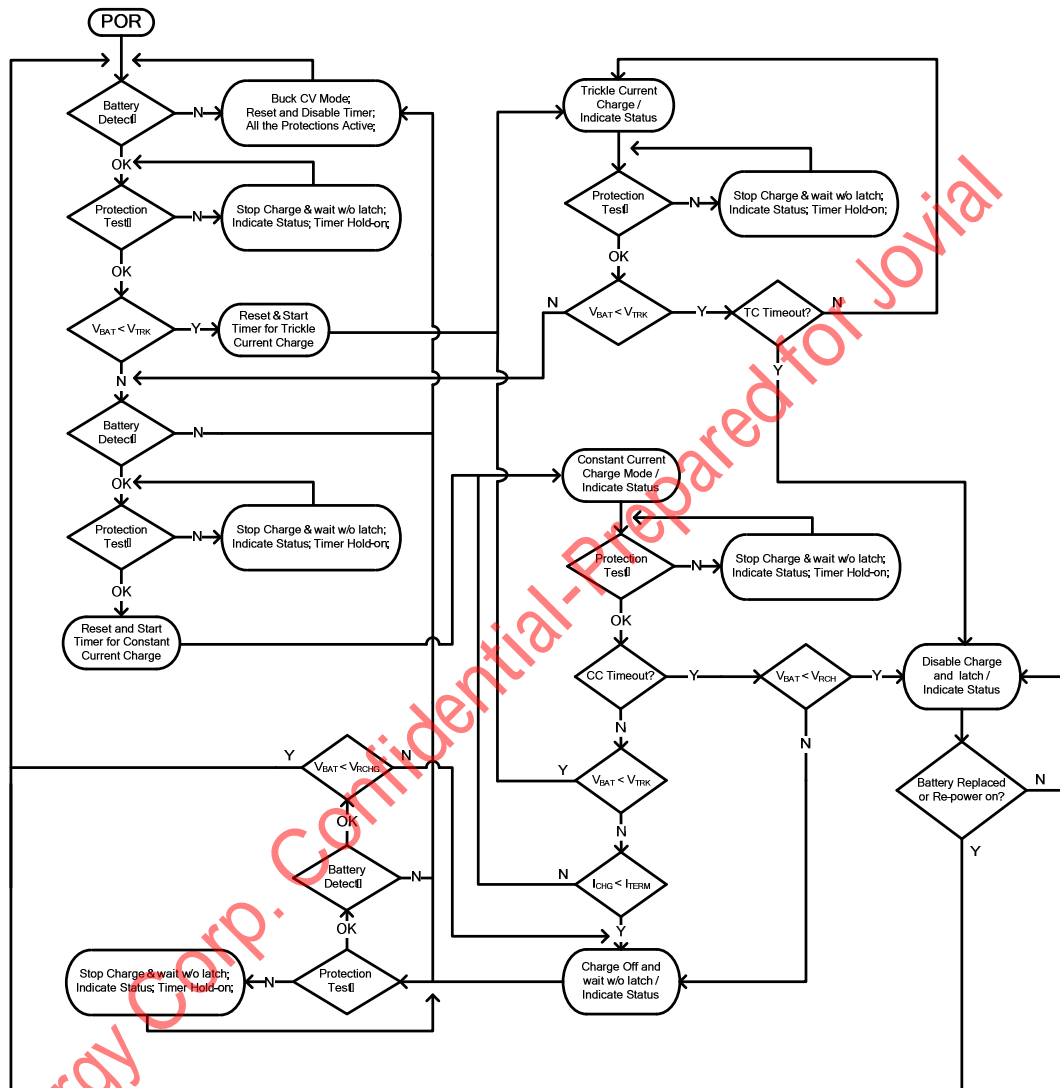 POR
Battery
Detect
N
Buck CV Mode;
Reset and Disable Timer;
All the Protections Active;
OK
Protection
Test
N
Stop Charge & wait w/o latch;
Indicate Status; Timer Hold-on;
OK
VBAT < VTRK
Y
Reset & Start
Timer for Trickle
Current Charge
N
Battery
Detect
N
OK
Protection
Test
N
Stop Charge & wait w/o latch;
Indicate Status; Timer Hold-on;
OK
Reset and Start
Timer for Constant
Current Charge
Trickle Current
Charge /
Indicate Status
Protection
Test
N
Stop Charge & wait w/o latch;
Indicate Status; Timer Hold-on;
OK
N
VBAT < VTRK
Y
TC Timeout?
N
Y
Constant Current
Charge Mode /
Indicate Status
Protection
Test
N
Stop Charge & wait w/o latch;
Indicate Status; Timer Hold-on;
OK
CC Timeout?
Y
VBAT < VRCH
Y
Disable Charge
and latch /
Indicate Status
N
N
Y
VBAT < VTRK
Battery Replaced
or Re-power on?
N
Y
N
N
ICHG < ITERM
Y
Charge Off and
wait w/o latch /
Indicate Status
Y
VBAT < VRCHG
N
OK
Battery
Detect
N
OK
Protection
Test
N
Stop Charge & wait w/o latch;
Indicate Status; Timer Hold-on;
rgy Corp. Confidential-Prepared for Jovial